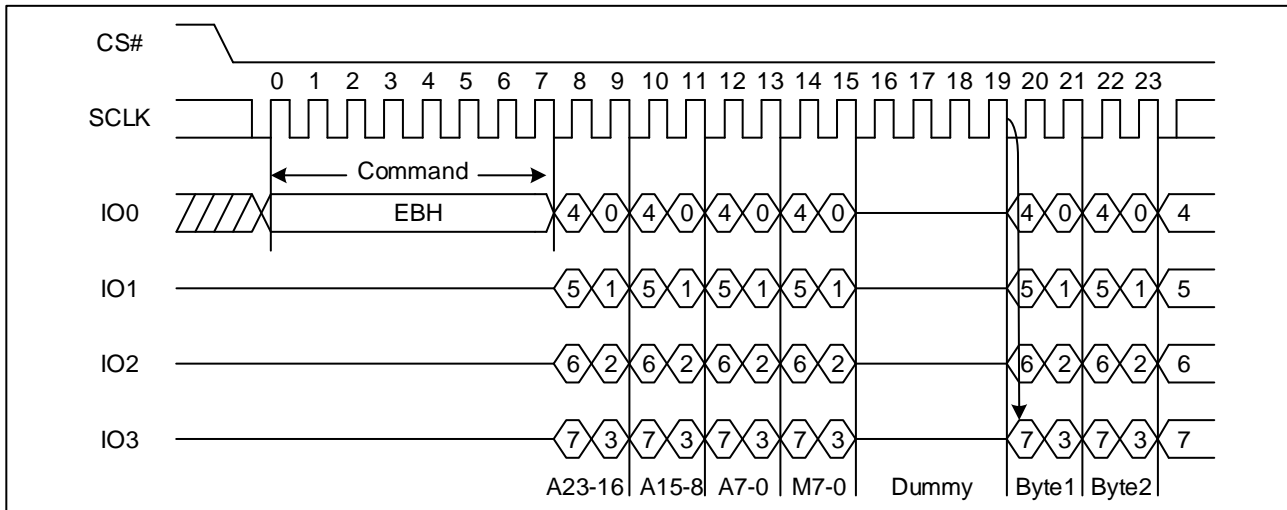 CS#
0 1 2 3 4 5 6 7 8 9 10 11 12 13 14 15 16 17 18 19 20 21 22 23
SCLK
Command
IO0 EBH 4 0 4 0 4 0 4 0 4 0 4 0 4
IO1 5 1 5 1 5 1 5 1 5 1 5 1 5
IO2 6 2 6 2 6 2 6 2 6 2 6 2 6
IO3 7 3 7 3 7 3 7 3 7 3 7 3 7
A23-16 A15-8 A7-0 M7-0 Dummy Byte1 Byte2